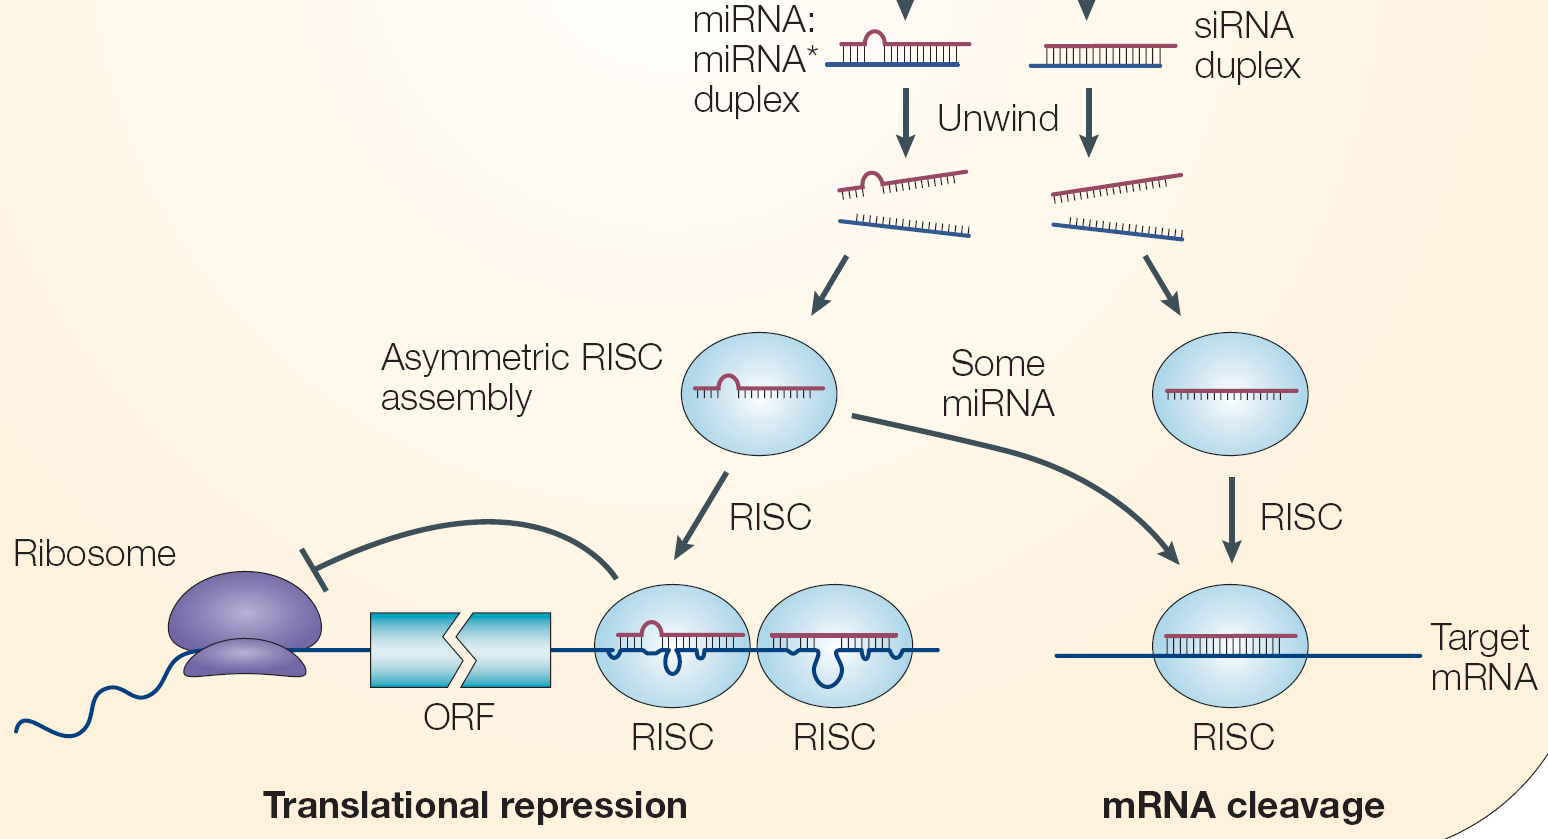 miRNA:
miRNA*
duplex
siRNA
duplex
Unwind
Asymmetric RISC
assembly
Some
miRNA
RISC
RISC
Ribosome
ORF
RISC
RISC
RISC
Target
mRNA
Translational repression
mRNA cleavage